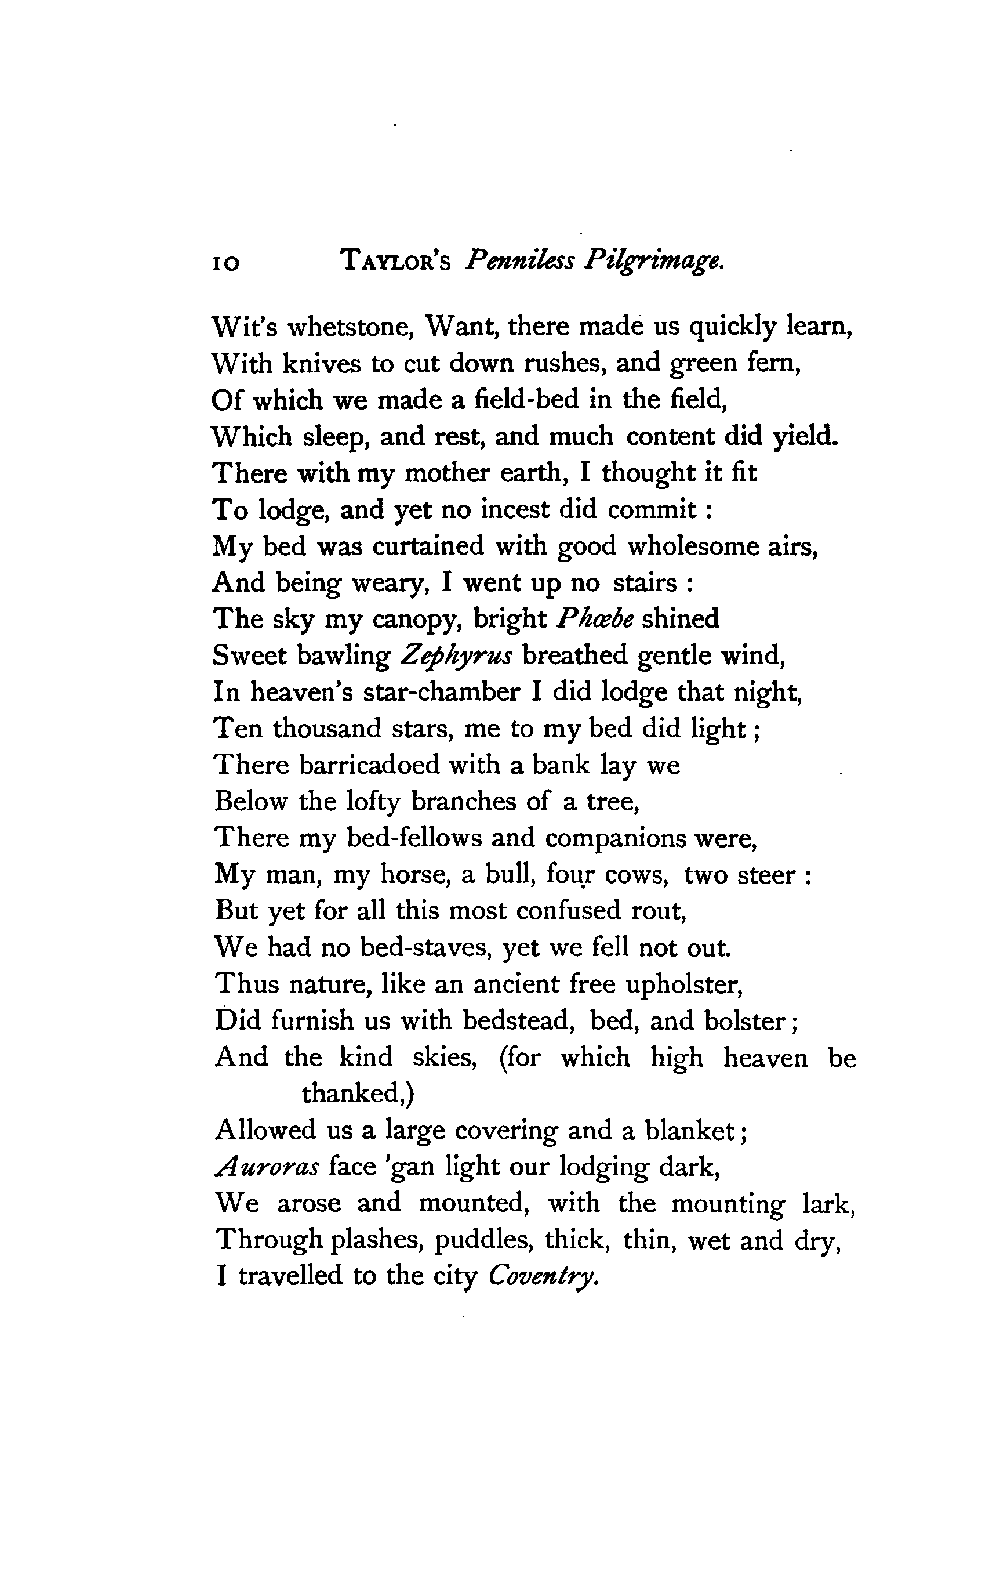 10 TAYLOR'S Penniless Pilgrimage.
Wit's whetstone, Want, there made us quickly learn,
With knives to cut down rushes, and green fern,
Of which we made a field-bed in the field,
Which sleep, and rest, and much content did yield.
There with my mother earth, I thought it fit
To lodge, and yet no incest did commit :
My bed was curtained with good wholesome airs,
And being weary, I went up no stairs :
The sky my canopy, bright Phœbe shined
Sweet bawling Zephyrus breathed gentle wind,
In heaven's star-chamber I did lodge that night,
Ten thousand stars, me to my bed did light ;
There barricadoed with a bank lay we
Below the lofty branches of a tree,
There my bed-fellows and companions were,
My man, my horse, a bull, four cows, two steer :
But yet for all this most confused rout,
We had no bed-staves, yet we fell not out.
Thus nature, like an ancient free upholster,
Did furnish us with bedstead, bed, and bolster ;
And the kind skies, (for which high heaven be
thanked,)
Allowed us a large covering and a blanket ;
Auroras face 'gan light our lodging dark,
We arose and mounted, with the mounting lark,
Through plashes, puddles, thick, thin, wet and dry,
I travelled to the city Coventry.